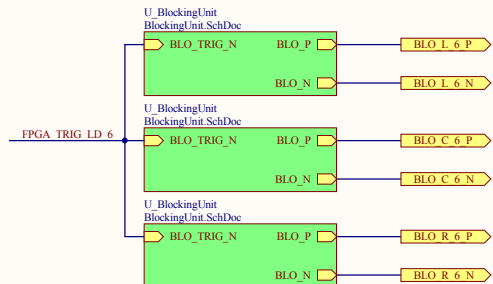 U_BlockingUnit
BlockingUnit.SchDoc
BLO_TRIG_N BLO_P BLO_L_6_P
BLO_N BLO_L_6_N
U_BlockingUnit
BlockingUnit.SchDoc
FPGA_TRIG_LD_6 BLO_TRIG_N BLO_P BLO_C_6_P
BLO_N BLO_C_6_N
U_BlockingUnit
BlockingUnit.SchDoc
BLO_TRIG_N BLO_P BLO_R_6_P
BLO_N BLO_R_6_N